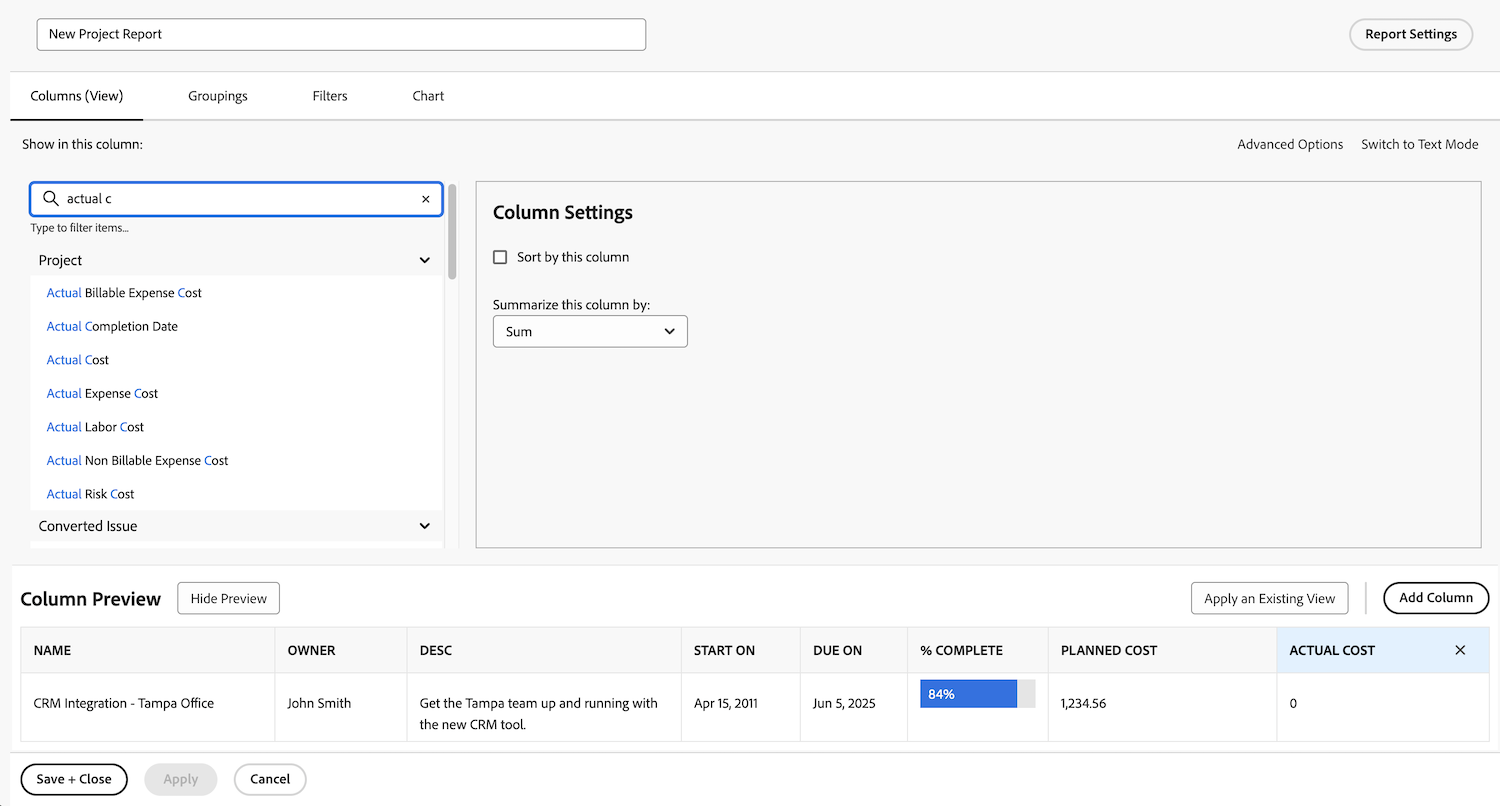 New Project Report
Report Settings
Columns (View) Groupings Filters Chart
Show in this column:
Advanced Options Switch to Text Mode
actual c
Type to filter items...
Project
Actual Billable Expense Cost
Actual Completion Date
Actual Cost
Actual Expense Cost
Actual Labor Cost
Actual Non Billable Expense Cost
Actual Risk Cost
Converted Issue
Column Settings
Sort by this column
Summarize this column by:
Sum
Column Preview Hide Preview Apply an Existing View Add Column
NAME OWNER DESC START ON DUE ON % COMPLETE PLANNED COST ACTUAL COST
CRM Integration - Tampa Office John Smith Get the Tampa team up and running with Apr 15, 2011 Jun 5, 2025 84% 1,234.56 0
the new CRM tool.
Save + Close Apply Cancel